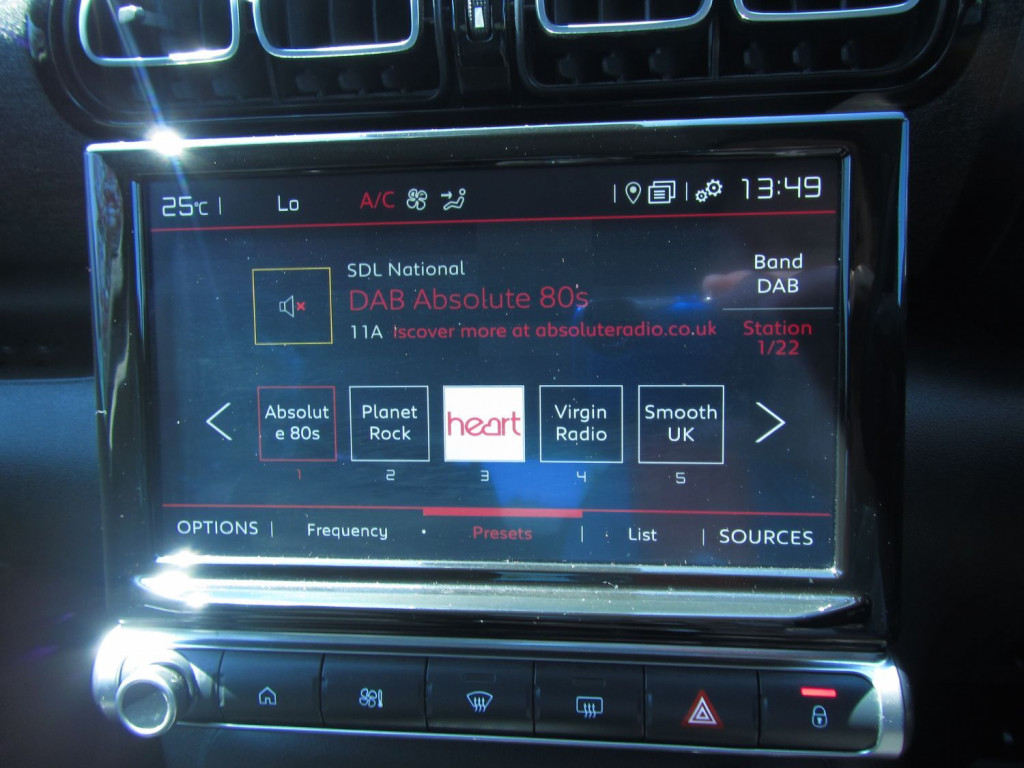 25°C
Lo
A/C
13:49
SDL National
DAB Absolute 80s
11A iscover more at absoluteradio.co.uk
Band
DAB
Station
1/22
Absolut
e 80s
Planet
Rock
heart
Virgin
Radio
Smooth
UK
1
2
3
4
5
OPTIONS
Frequency
Presets
List
SOURCES